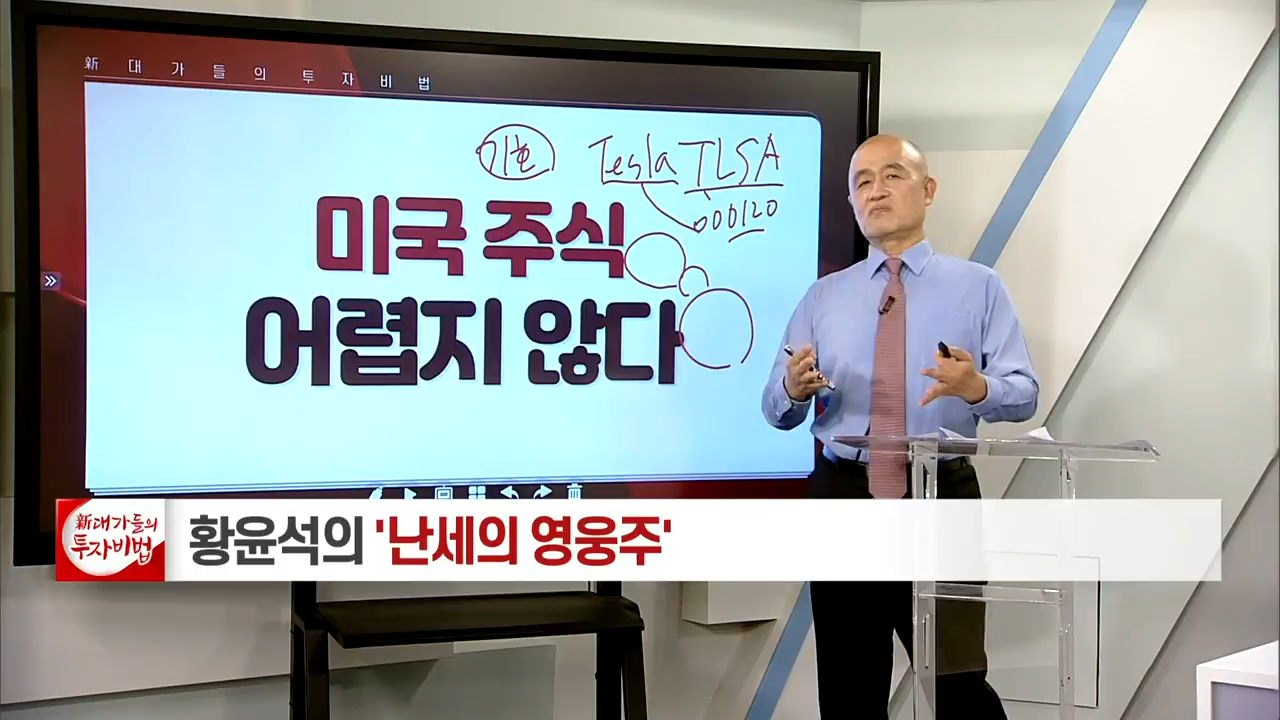 新 대 가 들 의 투 자 비 법
기호
Tesla TLSA
000120
미국 주식
어렵지 않다
新대가들의
투자비법
황윤석의 '난세의 영웅주'